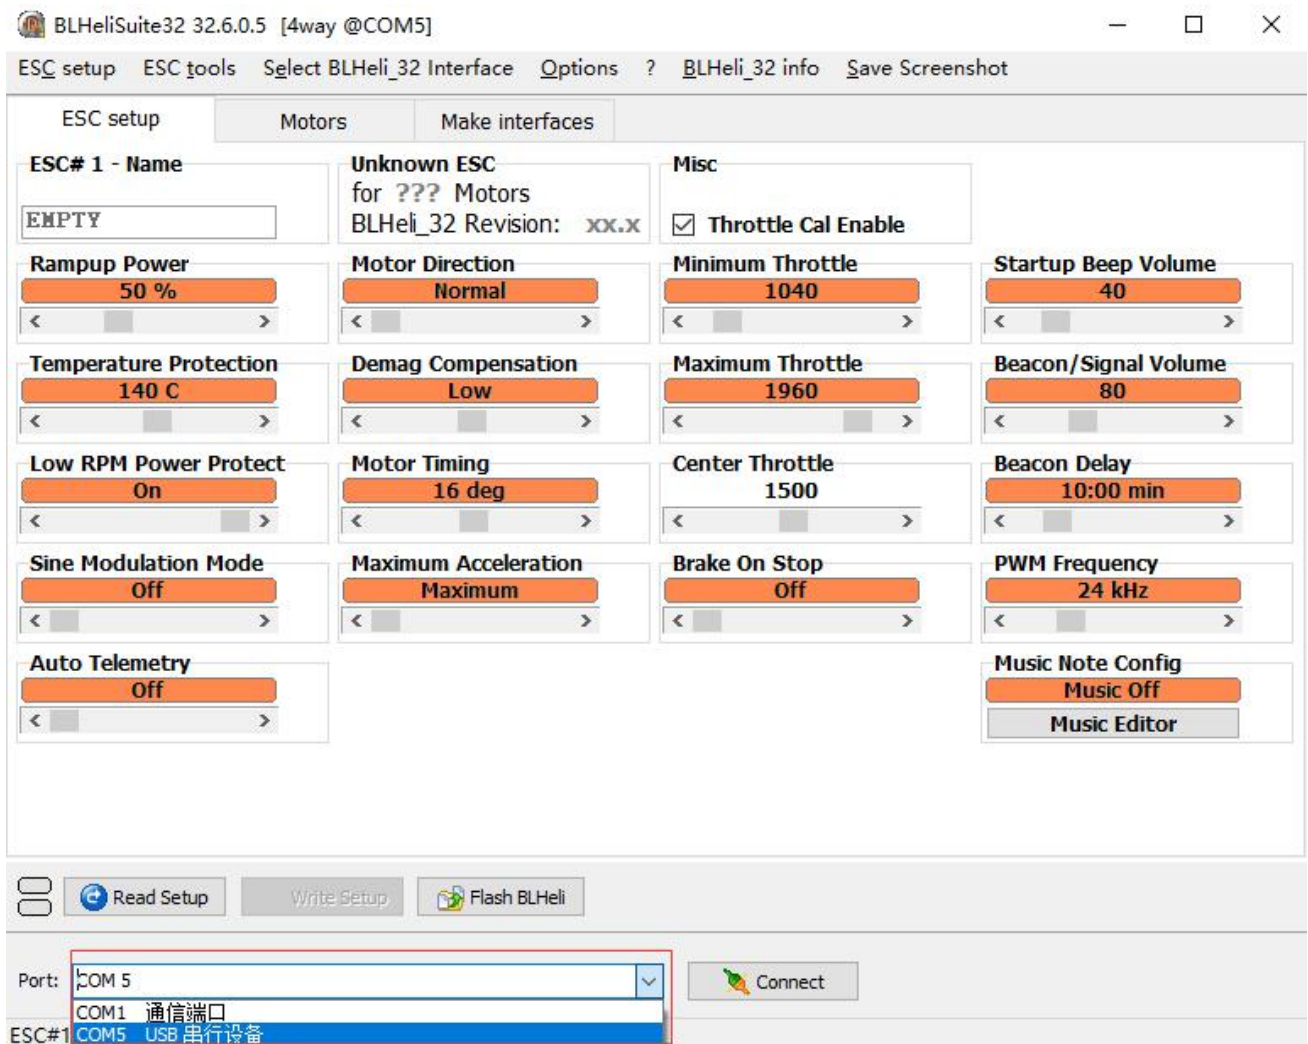 BLHeliSuite32 32.6.0.5 [4way @COM5]
ESC setup ESC tools Select BLHeli_32 Interface Options ? BLHeli_32 info Save Screenshot
ESC setup Motors Make interfaces
ESC# 1 - Name
EMPTY
Unknown ESC
for ??? Motors
BLHeli_32 Revision: xx.x
Misc
Throttle Cal Enable
Rampup Power
50 %
Motor Direction
Normal
Minimum Throttle
1040
Startup Beep Volume
40
Temperature Protection
140 C
Demag Compensation
Low
Maximum Throttle
1960
Beacon/Signal Volume
80
Low RPM Power Protect
On
Motor Timing
16 deg
Center Throttle
1500
Beacon Delay
10:00 min
Sine Modulation Mode
Off
Maximum Acceleration
Maximum
Brake On Stop
Off
PWM Frequency
24 kHz
Auto Telemetry
Off
Music Note Config
Music Off
Music Editor
Read Setup Write Setup Flash BLHeli
Port: COM 5 Connect
COM1 通信端口
ESC#1 COM5 USB 串行设备